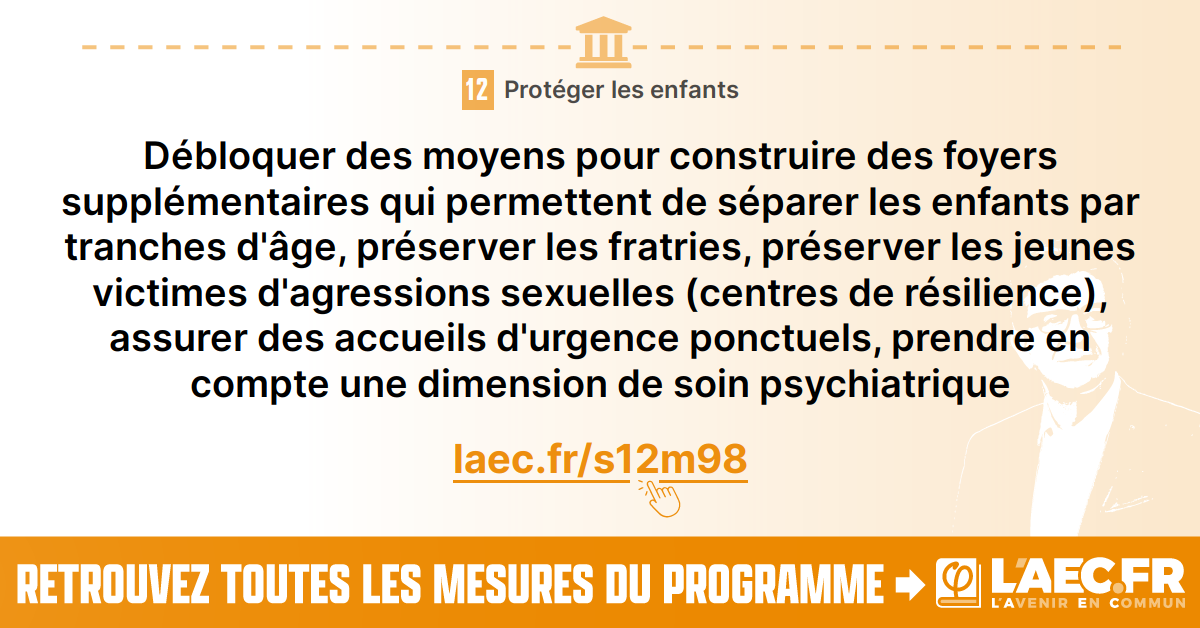 12 Protéger les enfants
Débloquer des moyens pour construire des foyers
supplémentaires qui permettent de séparer les enfants par
tranches d'âge, préserver les fratries, préserver les jeunes
victimes d'agressions sexuelles (centres de résilience),
assurer des accueils d'urgence ponctuels, prendre en
compte une dimension de soin psychiatrique
laec.fr/s12m98
RETROUVEZ TOUTES LES MESURES DU PROGRAMME
φ L'AEC.FR
L'AVENIR EN COMMUN